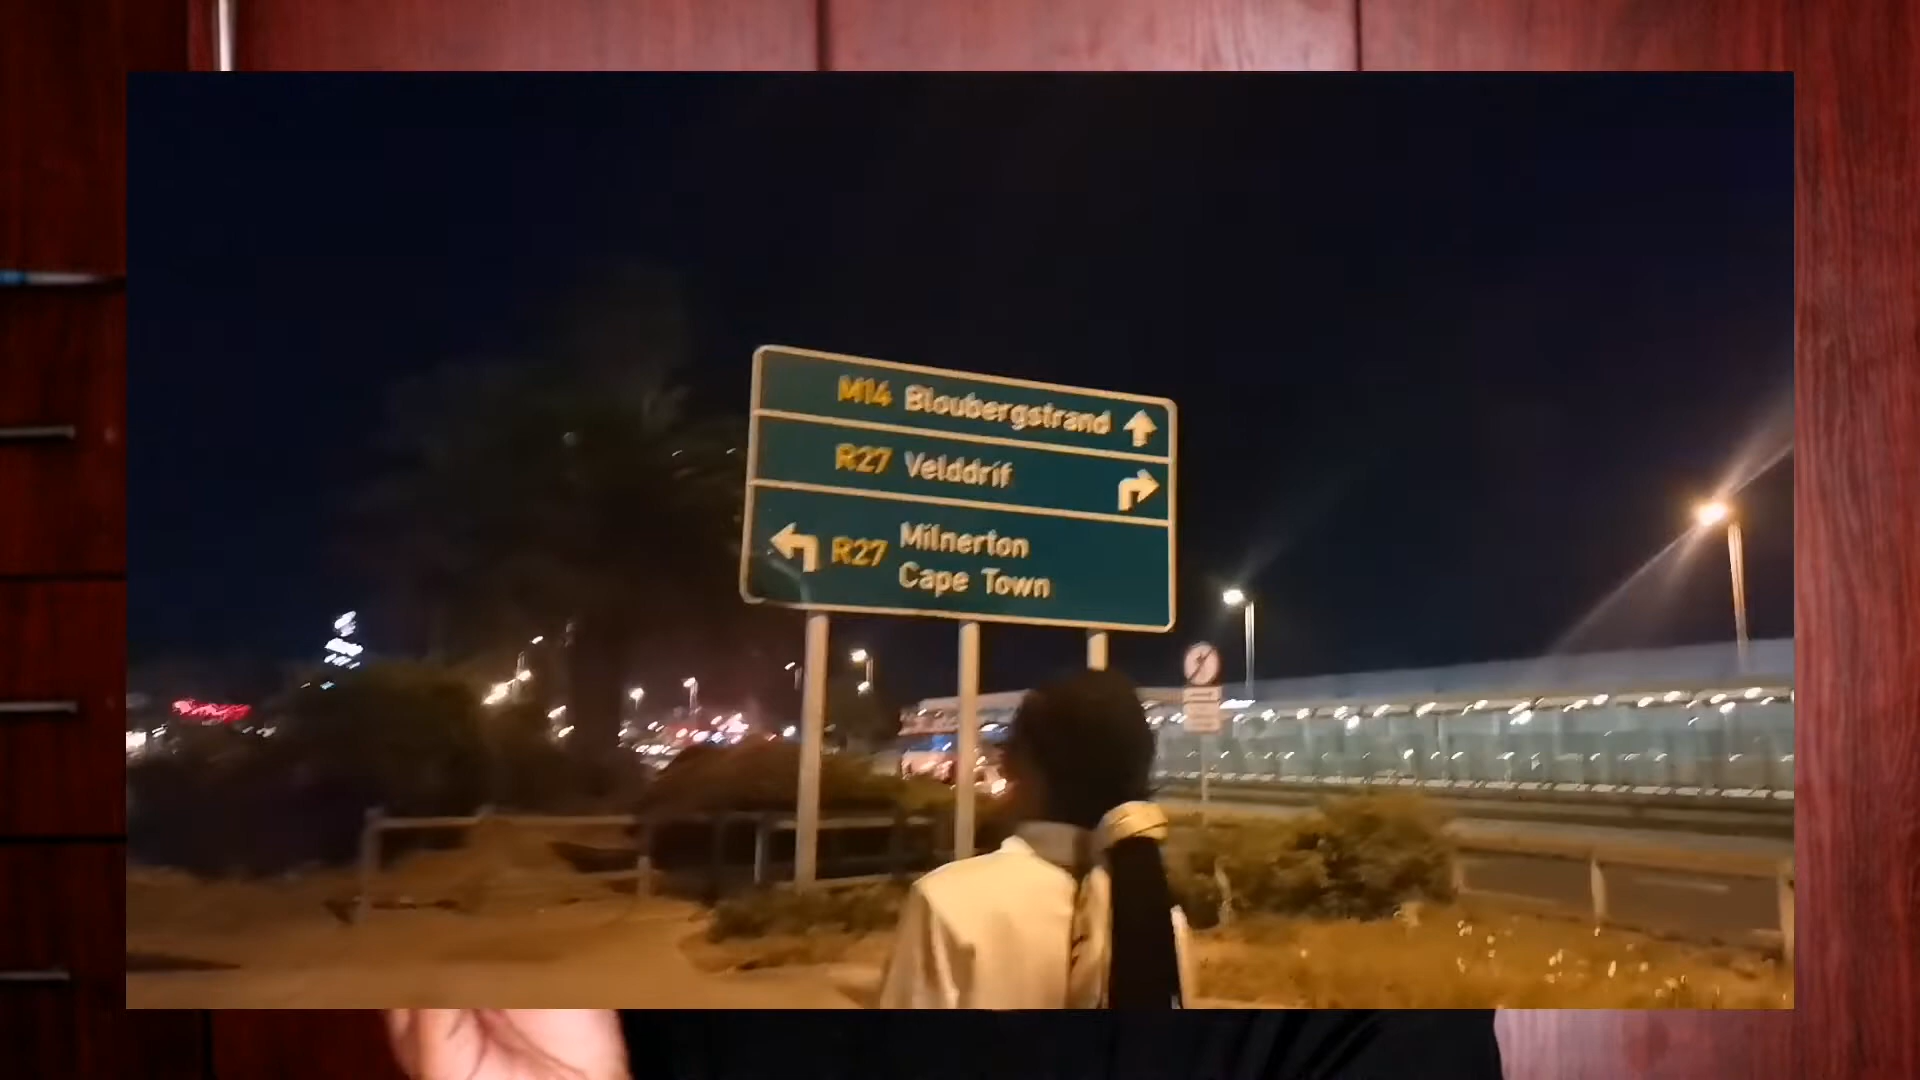 M14 Bloubergstrand
R27 Velddrif
R27 Milnerton
Cape Town